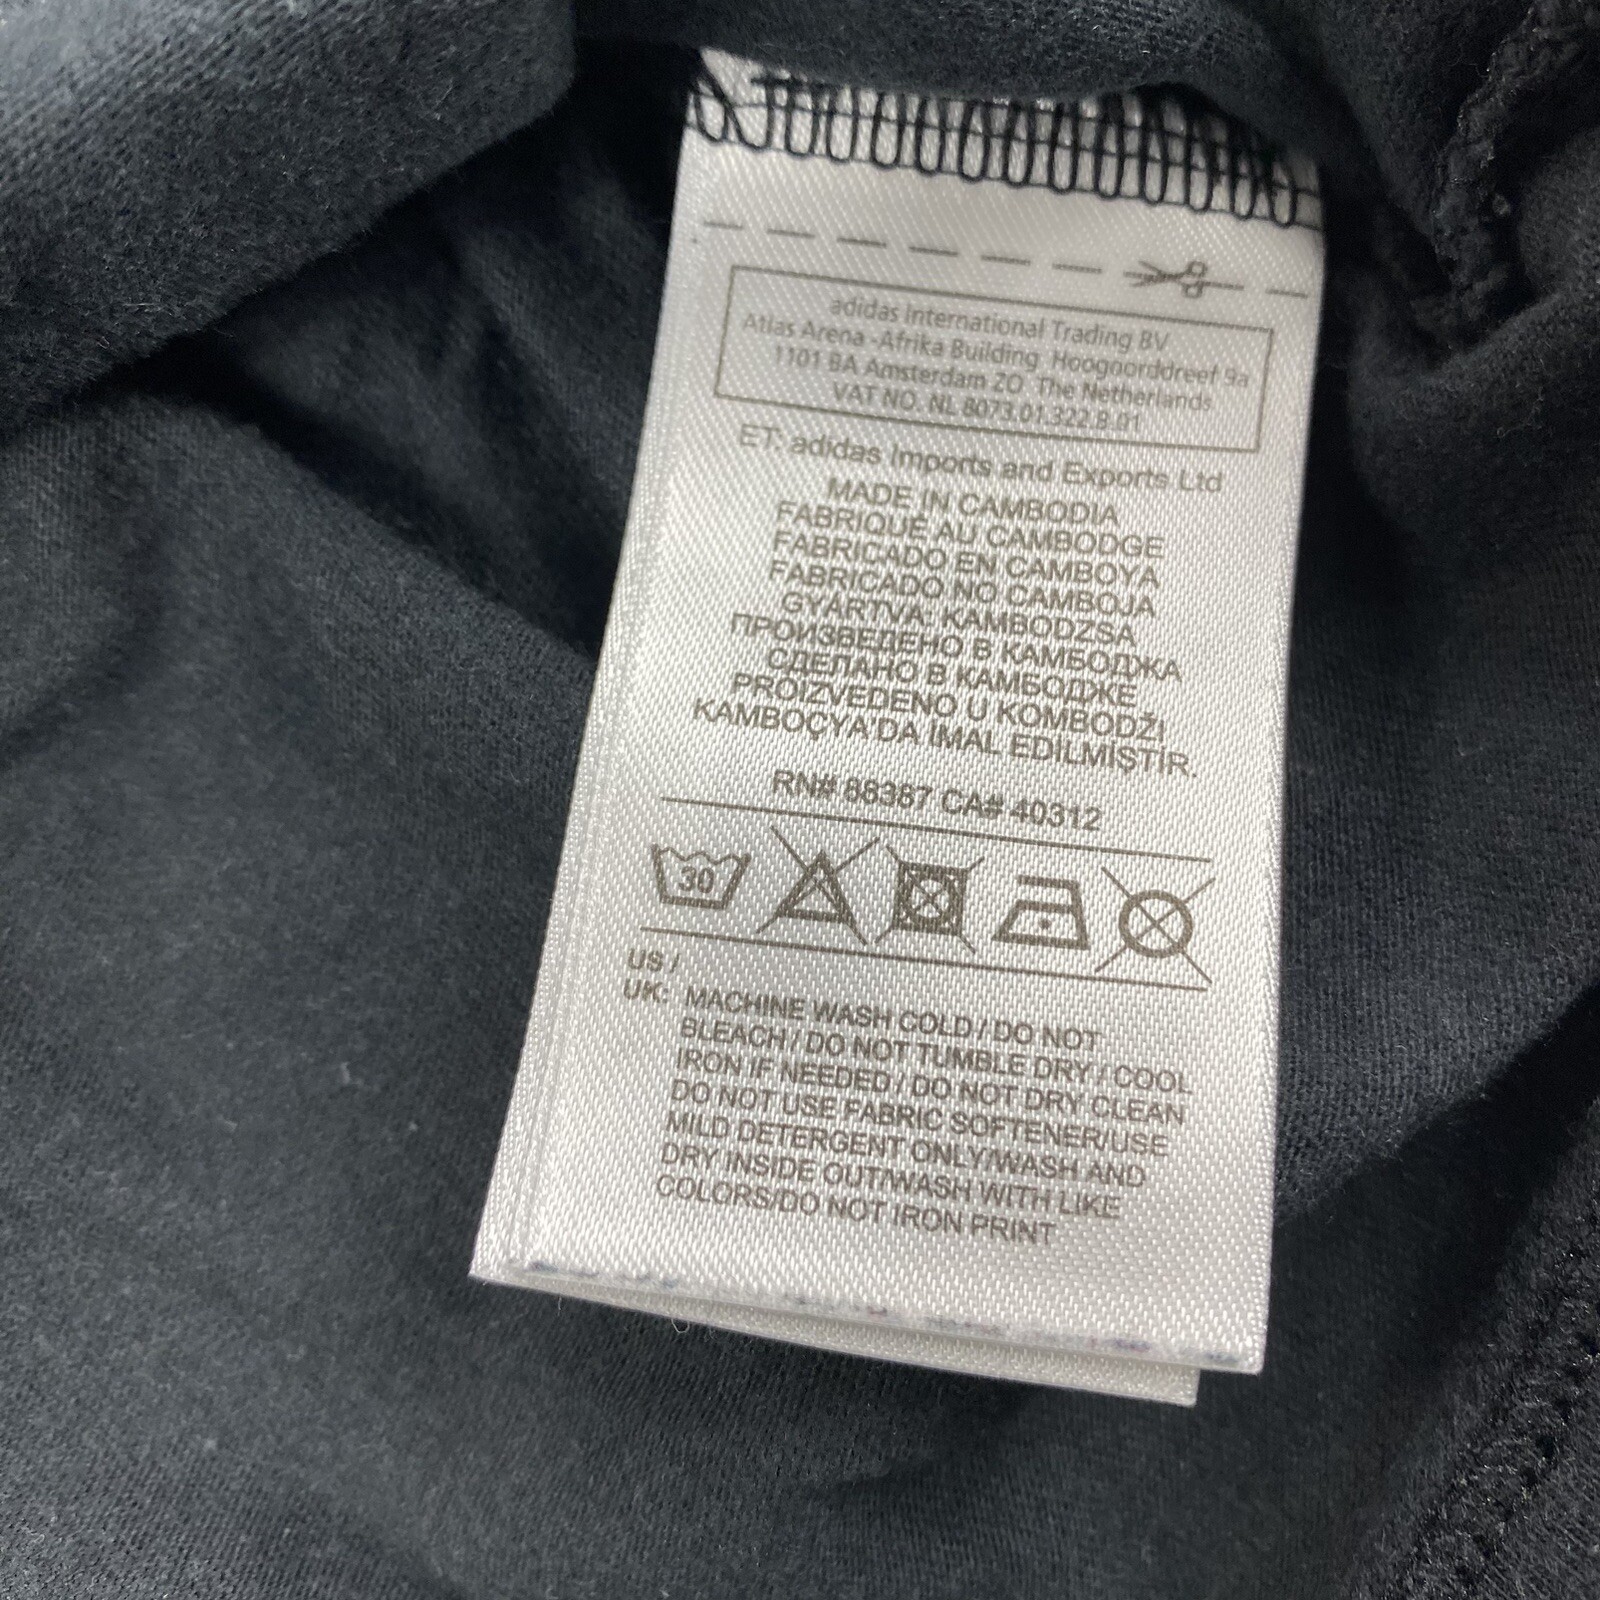 adidas International Trading BV
Atlas Arena -Afrika Building Hoogoorddreef 9a
1101 BA Amsterdam ZO The Netherlands
VAT NO. NL 8073.01.322.B.01
ET: adidas Imports and Exports Ltd
MADE IN CAMBODIA
FABRIQUÉ AU CAMBODGE
FABRICADO EN CAMBOYA
FABRICADO NO CAMBOJA
GYÁRTVA: KAMBODZSA
ПРОИЗВЕДЕНО В КАМБОДЖА
СДЕЛАНО В КАМБОДЖЕ
PROIZVEDENO U KOMBODŽI
KAMBOÇYA'DA İMAL EDİLMİŞTİR.
RN# 88387 CA# 40312
30
US /
UK: MACHINE WASH COLD / DO NOT
BLEACH / DO NOT TUMBLE DRY / COOL
IRON IF NEEDED / DO NOT DRY CLEAN
DO NOT USE FABRIC SOFTENER/USE
MILD DETERGENT ONLY/WASH AND
DRY INSIDE OUT/WASH WITH LIKE
COLORS/DO NOT IRON PRINT